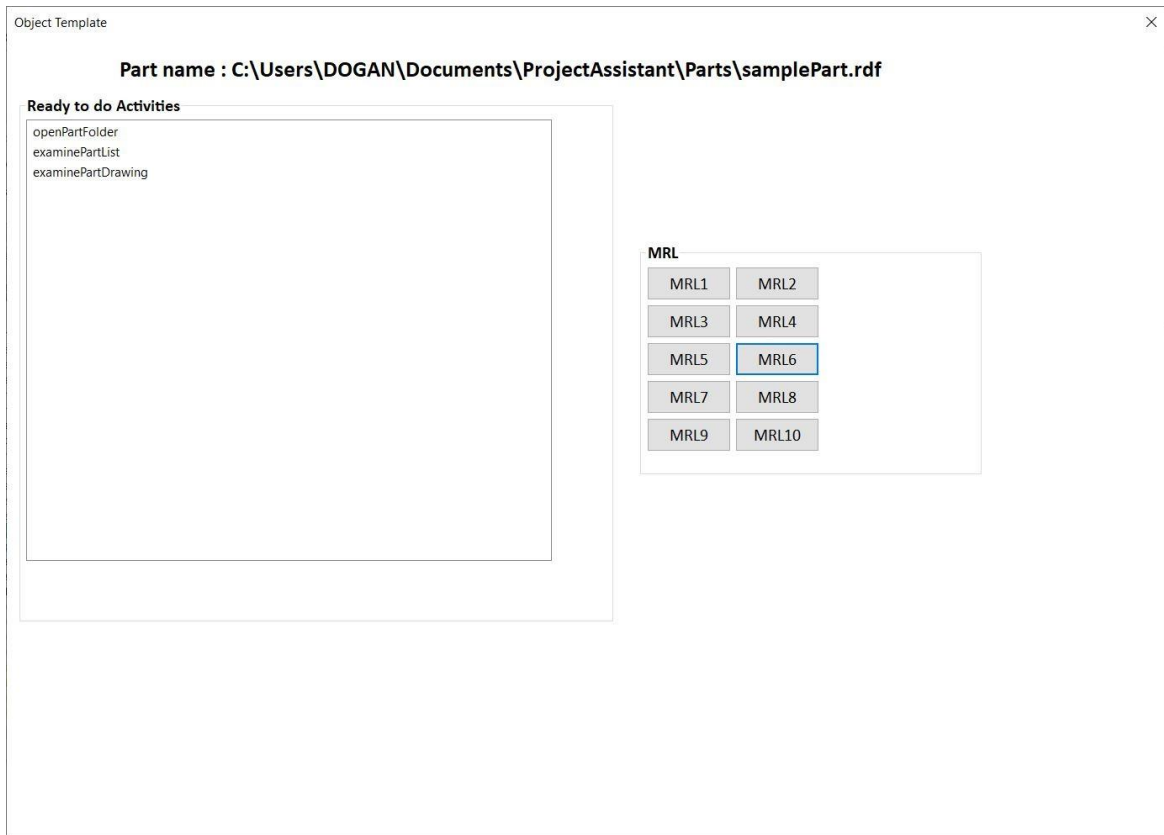 Object Template
Part name : C:\Users\DOGAN\Documents\ProjectAssistant\Parts\samplePart.rdf
Ready to do Activities
openPartFolder
examinePartList
examinePartDrawing
MRL
MRL1 MRL2
MRL3 MRL4
MRL5 MRL6
MRL7 MRL8
MRL9 MRL10